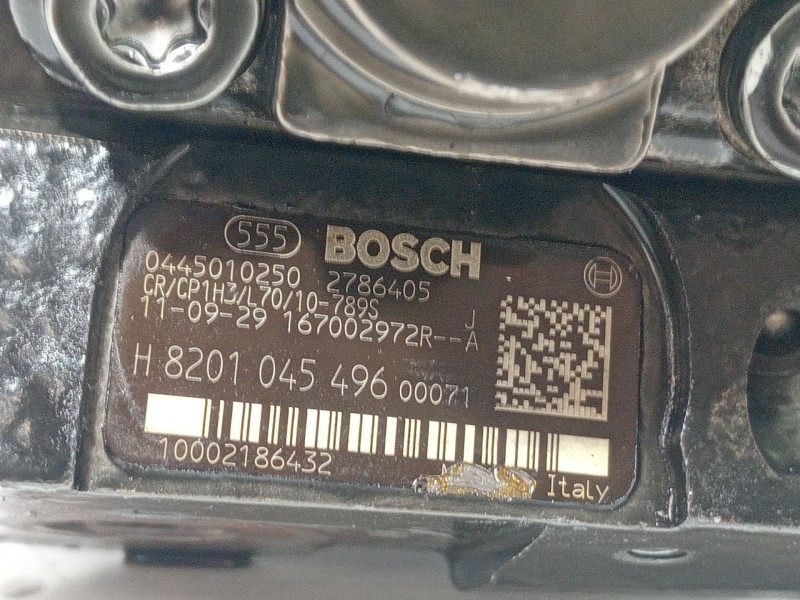 555 BOSCH
0445010250 2786405
CR/CP1H3/L70/10-789S
11-09-29 167002972R--A J
H 8201 045 496 00071
10002186432
Italy